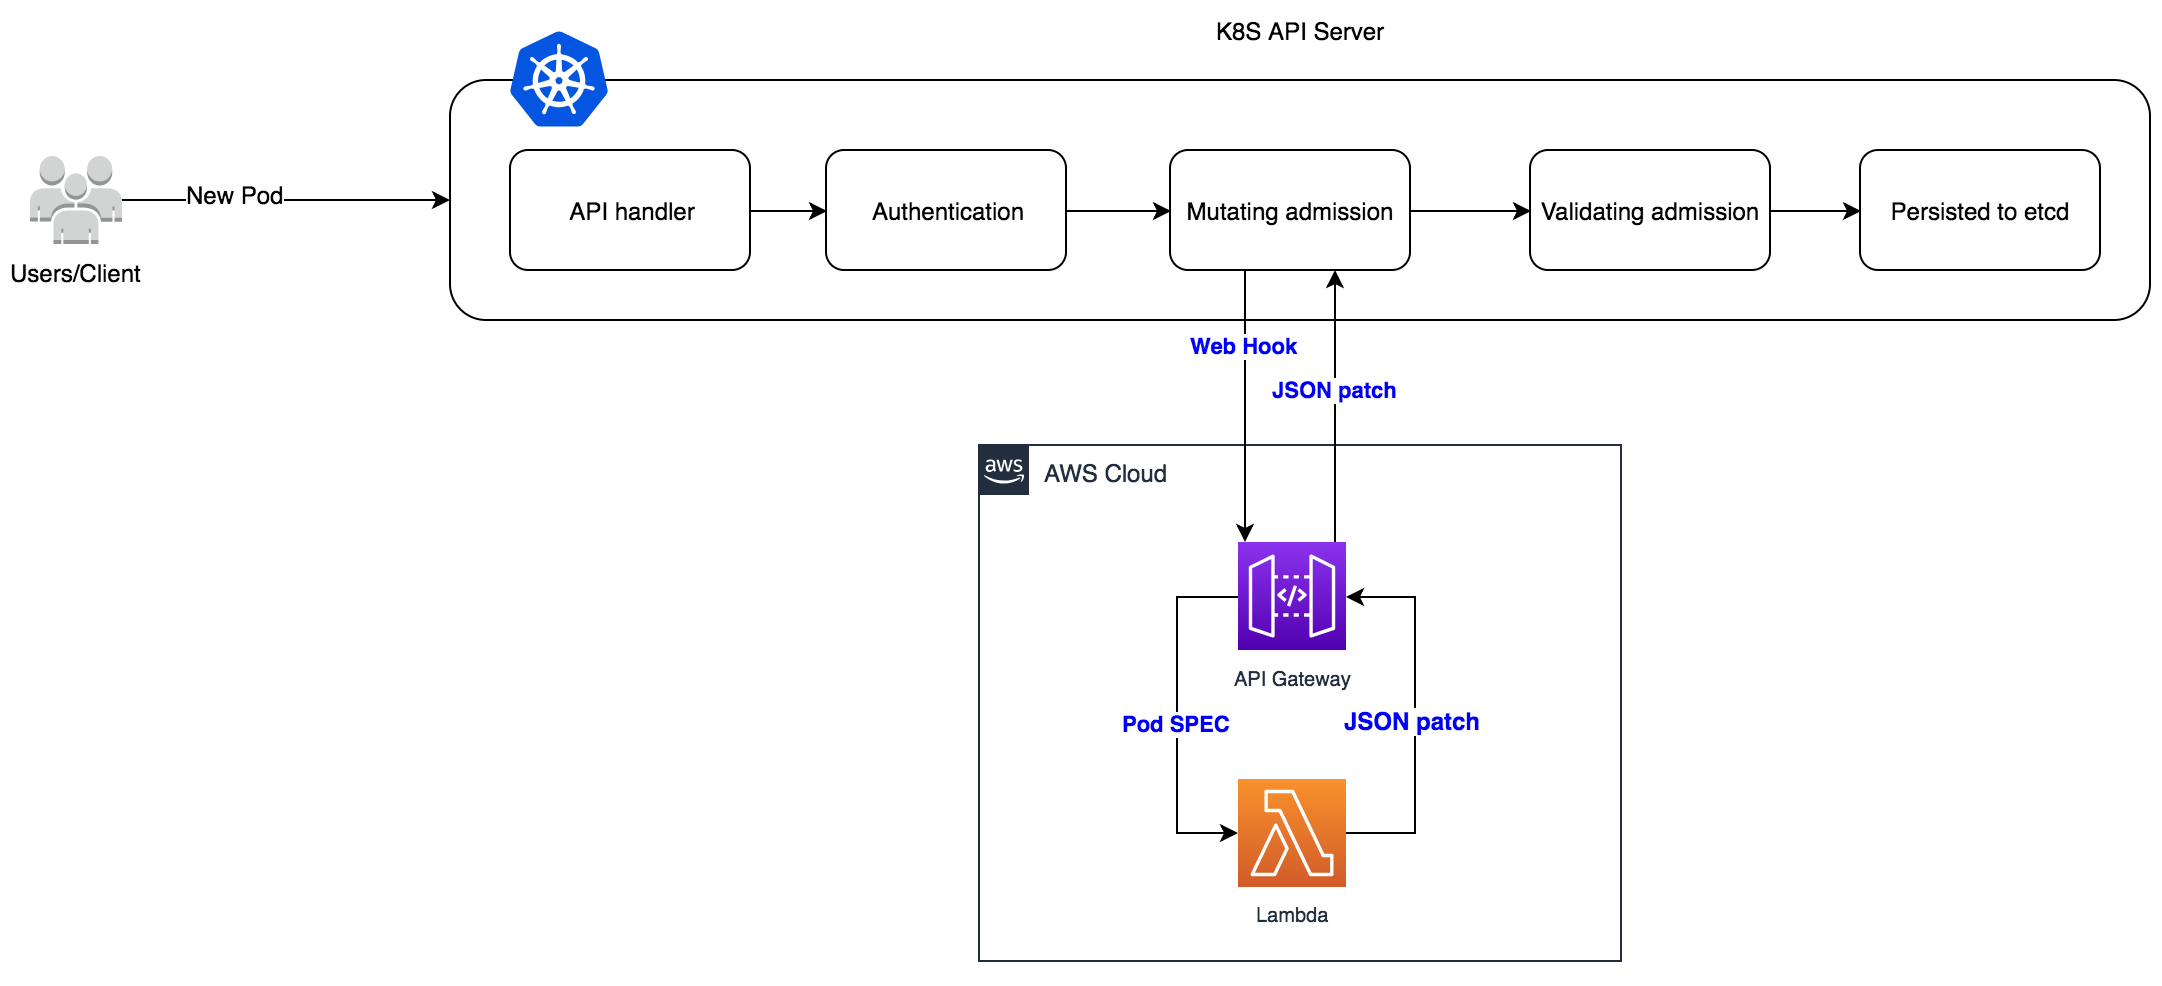 K8S API Server
New Pod
Users/Client
API handler
Authentication
Mutating admission
Validating admission
Persisted to etcd
Web Hook
JSON patch
aws
AWS Cloud
</>
API Gateway
Pod SPEC
JSON patch
Lambda